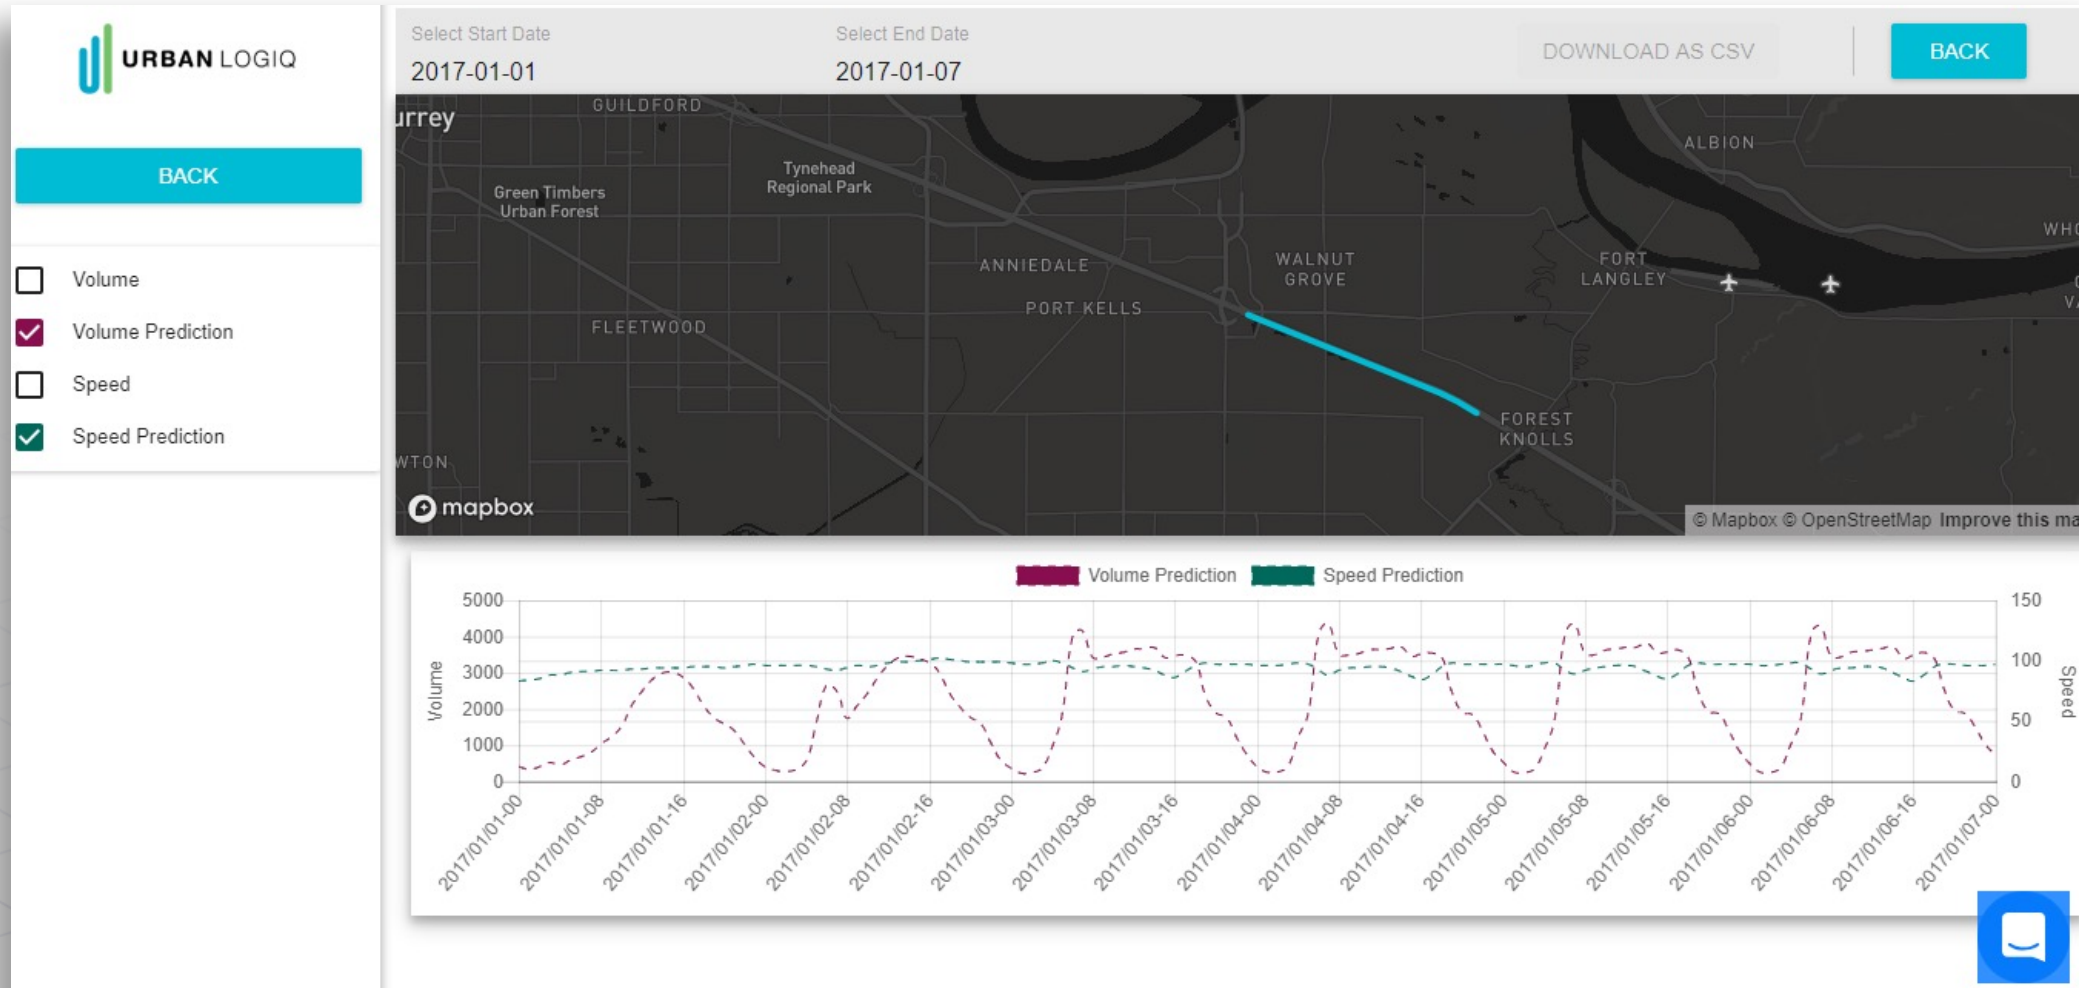 URBAN LOGIQ
BACK
Volume
Volume Prediction
Speed
Speed Prediction
Select Start Date
2017-01-01
Select End Date
2017-01-07
DOWNLOAD AS CSV
BACK
urrey
GUILDFORD
Tynehead
Regional Park
Green Timbers
Urban Forest
ALBION
WHO
ANNIEDALE
WALNUT
GROVE
FORT
LANGLEY
PORT KELLS
FLEETWOOD
FOREST
KNOLLS
WTON
mapbox
© Mapbox © OpenStreetMap Improve this ma
Volume Prediction
Speed Prediction
Volume
5000
4000
3000
2000
1000
0
150
100
50
0
Speed
2017/01/01-00
2017/01/01-08
2017/01/01-16
2017/01/02-00
2017/01/02-08
2017/01/02-16
2017/01/03-00
2017/01/03-08
2017/01/03-16
2017/01/04-00
2017/01/04-08
2017/01/04-16
2017/01/05-00
2017/01/05-08
2017/01/05-16
2017/01/06-00
2017/01/06-08
2017/01/06-16
2017/01/07-00